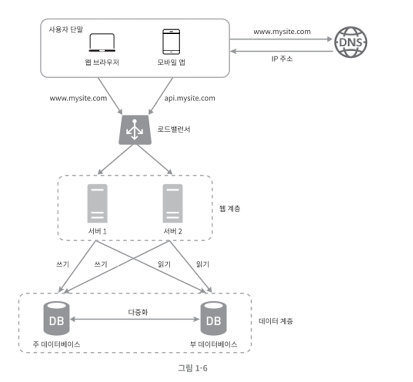 사용자 단말
웹 브라우저
모바일 앱
www.mysite.com
DNS
IP 주소
www.mysite.com
api.mysite.com
로드밸런서
서버 1
서버 2
웹 계층
쓰기
쓰기
읽기
읽기
DB
다중화
DB
주 데이터베이스
부 데이터베이스
데이터 계층
그림 1-6